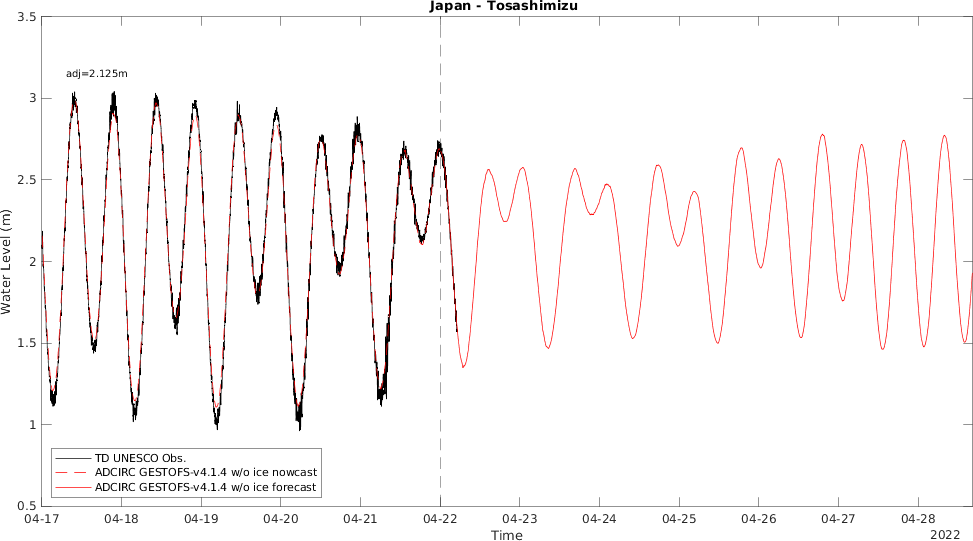 Japan - Tosashimizu
3.5
adj=2.125m
3
2.5
2
1.5
1
0.5
Water Level (m)
TD UNESCO Obs.
ADCIRC GESTOFS-v4.1.4 w/o ice nowcast
ADCIRC GESTOFS-v4.1.4 w/o ice forecast
04-17 04-18 04-19 04-20 04-21 04-22 04-23 04-24 04-25 04-26 04-27 04-28
Time
2022